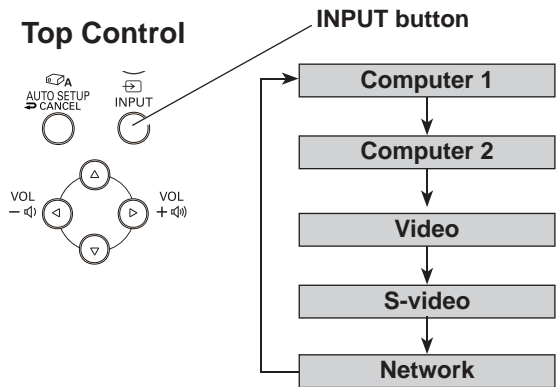 Top Control
INPUT button
A
AUTO SETUP
CANCEL
INPUT
VOL
−
VOL
+
Computer 1
Computer 2
Video
S-video
Network